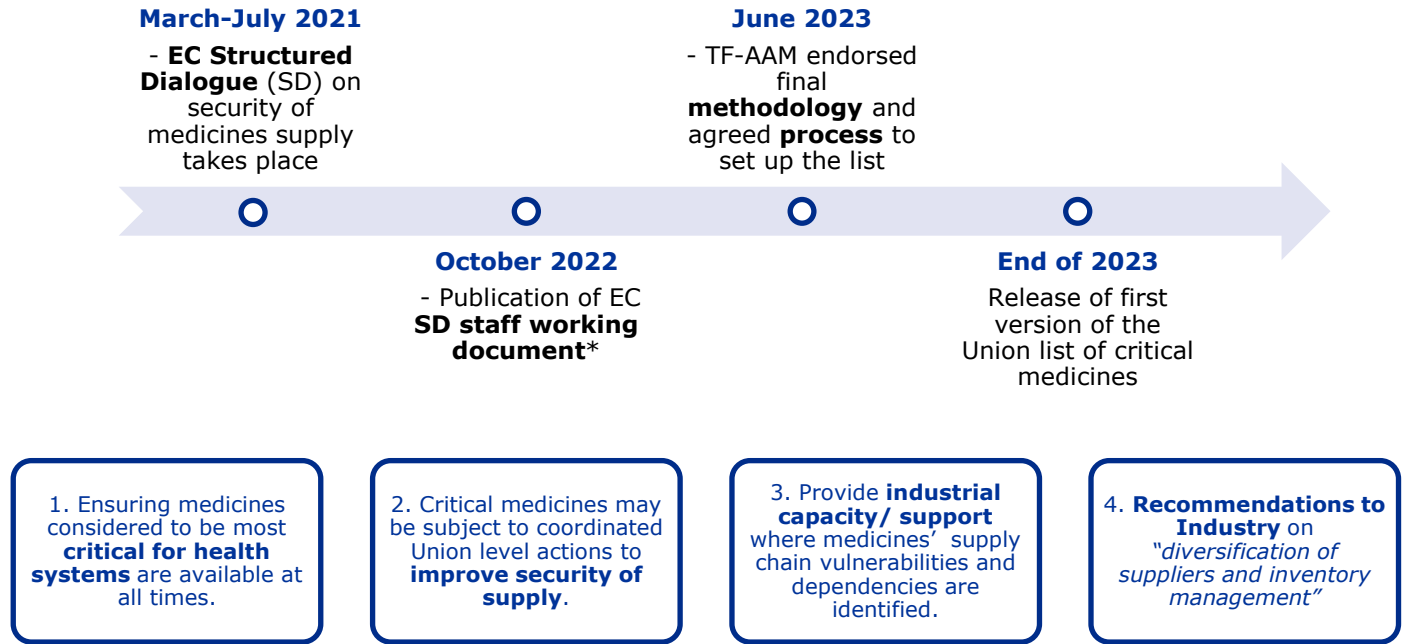 March-July 2021
- EC Structured
Dialogue (SD) on
security of
medicines supply
takes place
October 2022
- Publication of EC
SD staff working
document*
June 2023
- TF-AAM endorsed
final
methodology and
agreed process to
set up the list
End of 2023
Release of first
version of the
Union list of critical
medicines
1. Ensuring medicines
considered to be most
critical for health
systems are available at
all times.
2. Critical medicines may
be subject to coordinated
Union level actions to
improve security of
supply.
3. Provide industrial
capacity/ support
where medicines’ supply
chain vulnerabilities and
dependencies are
identified.
4. Recommendations to
Industry on
“diversification of
suppliers and inventory
management”